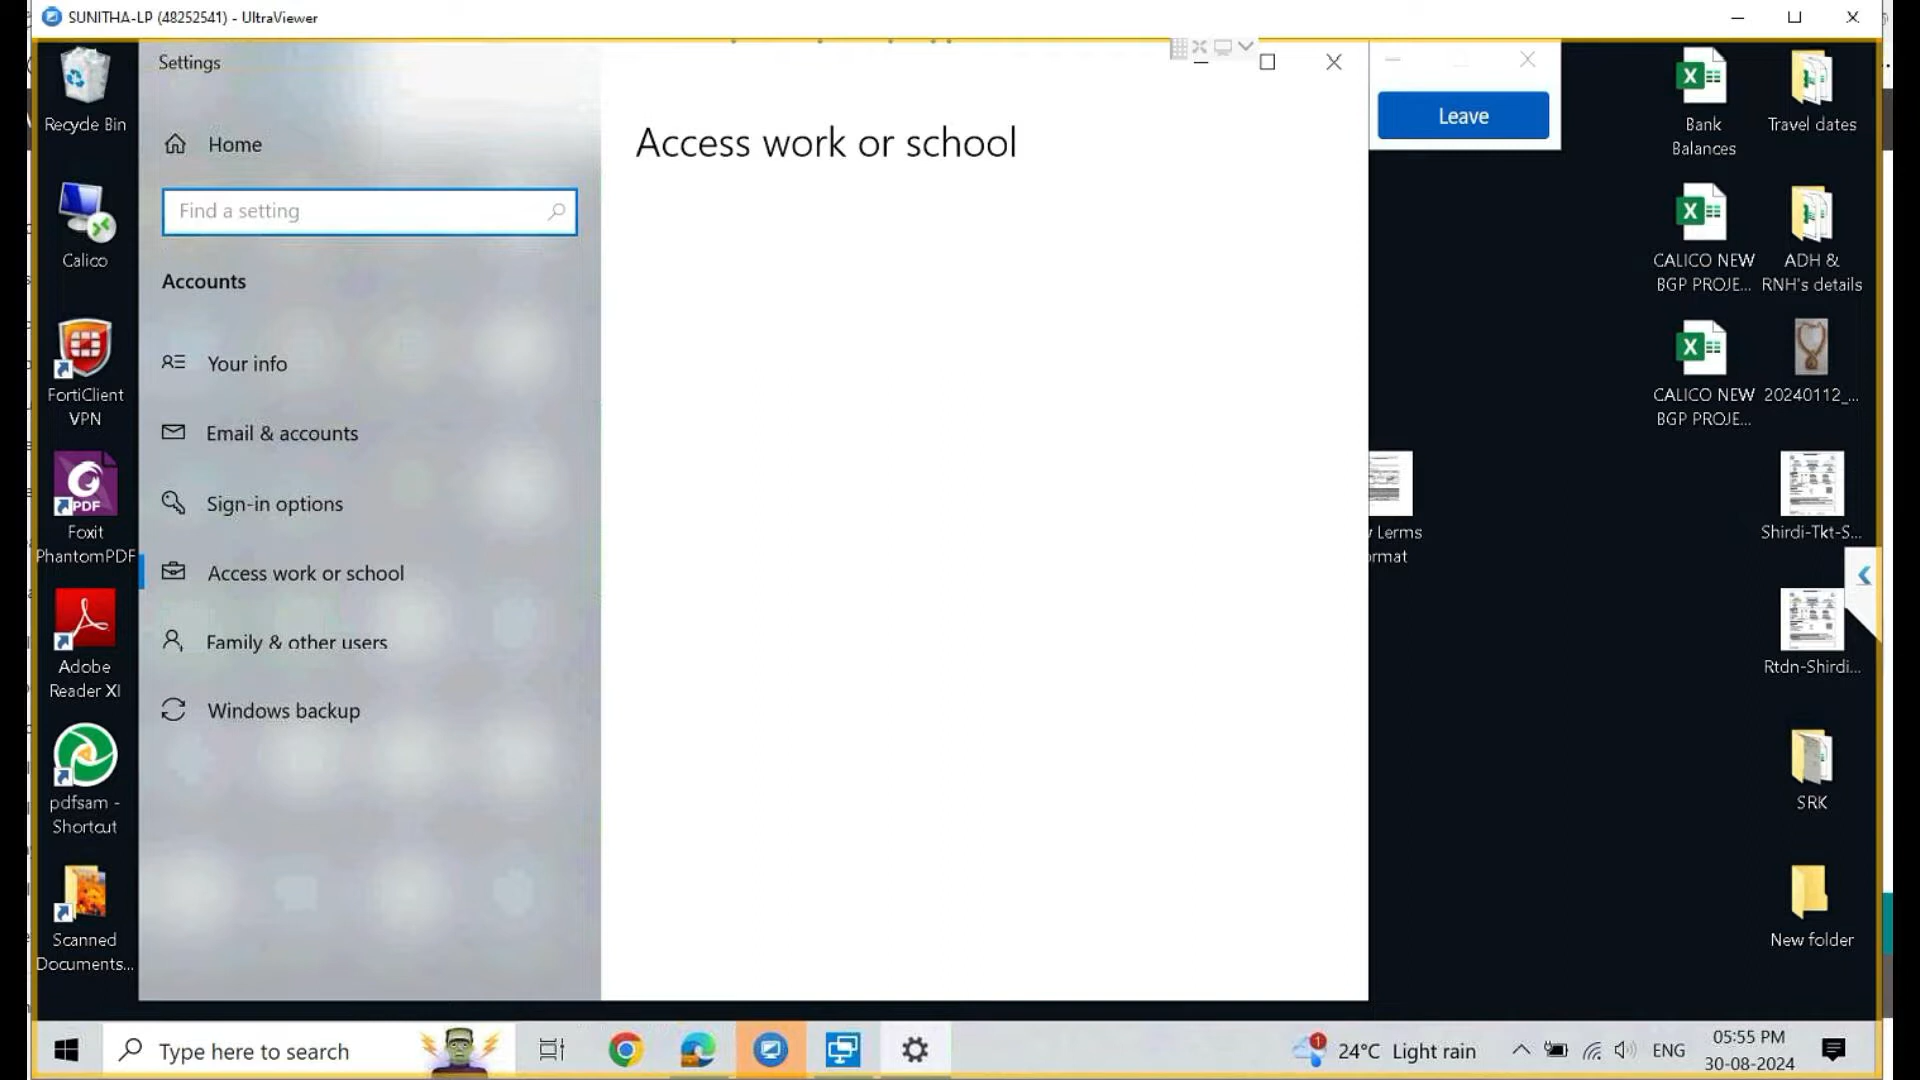 SUNITHA-LP (48252541) - UltraViewer
Settings
Home
Find a setting
Accounts
Your info
Email & accounts
Sign-in options
Access work or school
Family & other users
Windows backup
Access work or school
Leave
Recycle Bin
Calico
FortiClient
VPN
PDF
Foxit
PhantomPDF
Adobe
Reader XI
pdfsam -
Shortcut
Scanned
Documents...
Bank
Balances
Travel dates
CALICO NEW
BGP PROJE...
ADH &
RNH's details
CALICO NEW
BGP PROJE...
20240112_...
Lerms
rmat
Shirdi-Tkt-S...
Rtdn-Shirdi...
SRK
New folder
Type here to search
1
24°C Light rain
ENG
05:55 PM
30-08-2024